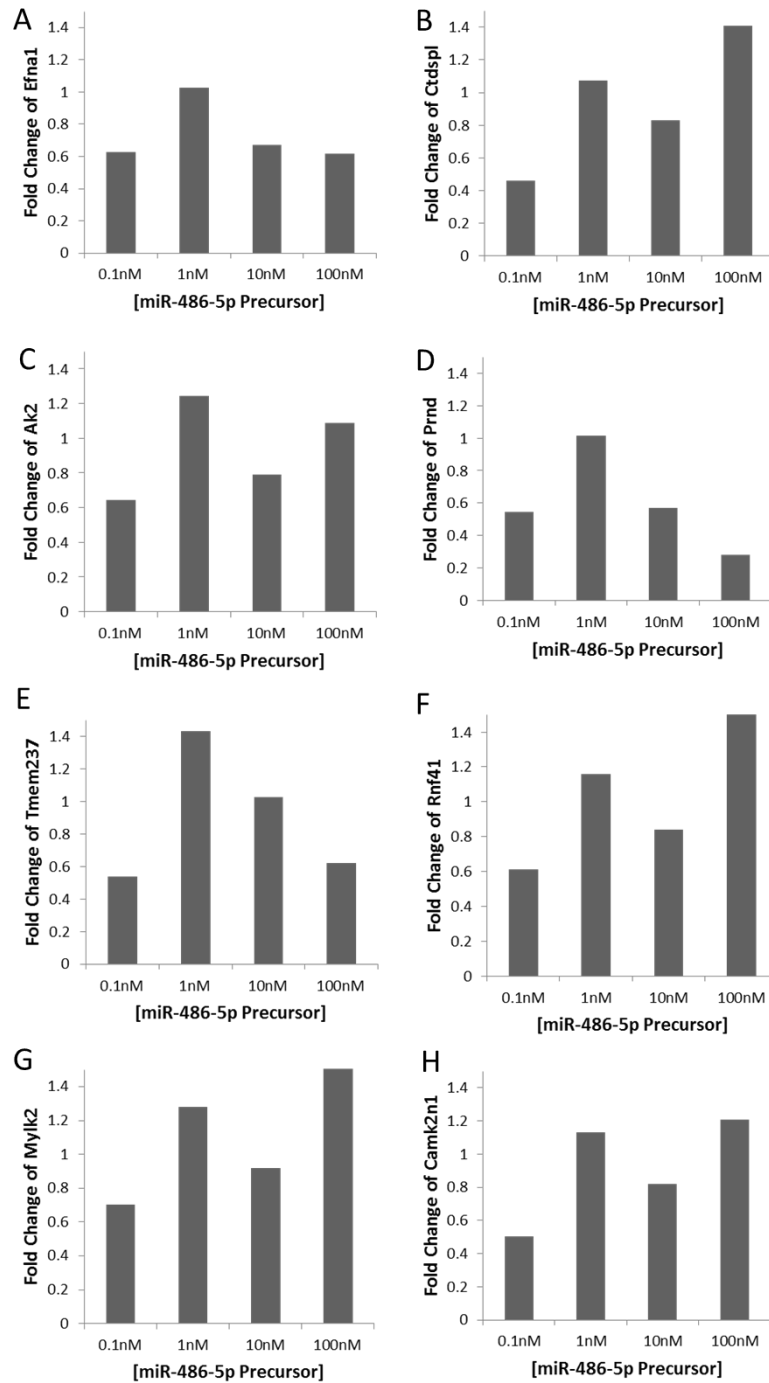 A
Fold Change of Efna1
1.4
1.2
1
0.8
0.6
0.4
0.2
0
0.1nM 1nM 10nM 100nM
[miR-486-5p Precursor]
B
Fold Change of Ctdspl
1.4
1.2
1
0.8
0.6
0.4
0.2
0
0.1nM 1nM 10nM 100nM
[miR-486-5p Precursor]
C
Fold Change of Ak2
1.4
1.2
1
0.8
0.6
0.4
0.2
0
0.1nM 1nM 10nM 100nM
[miR-486-5p Precursor]
D
Fold Change of Prnd
1.4
1.2
1
0.8
0.6
0.4
0.2
0
0.1nM 1nM 10nM 100nM
[miR-486-5p Precursor]
E
Fold Change of Tmem237
1.4
1.2
1
0.8
0.6
0.4
0.2
0
0.1nM 1nM 10nM 100nM
[miR-486-5p Precursor]
F
Fold Change of Rnf41
1.4
1.2
1
0.8
0.6
0.4
0.2
0
0.1nM 1nM 10nM 100nM
[miR-486-5p Precursor]
G
Fold Change of Mylk2
1.4
1.2
1
0.8
0.6
0.4
0.2
0
0.1nM 1nM 10nM 100nM
[miR-486-5p Precursor]
H
Fold Change of Camk2n1
1.4
1.2
1
0.8
0.6
0.4
0.2
0
0.1nM 1nM 10nM 100nM
[miR-486-5p Precursor]